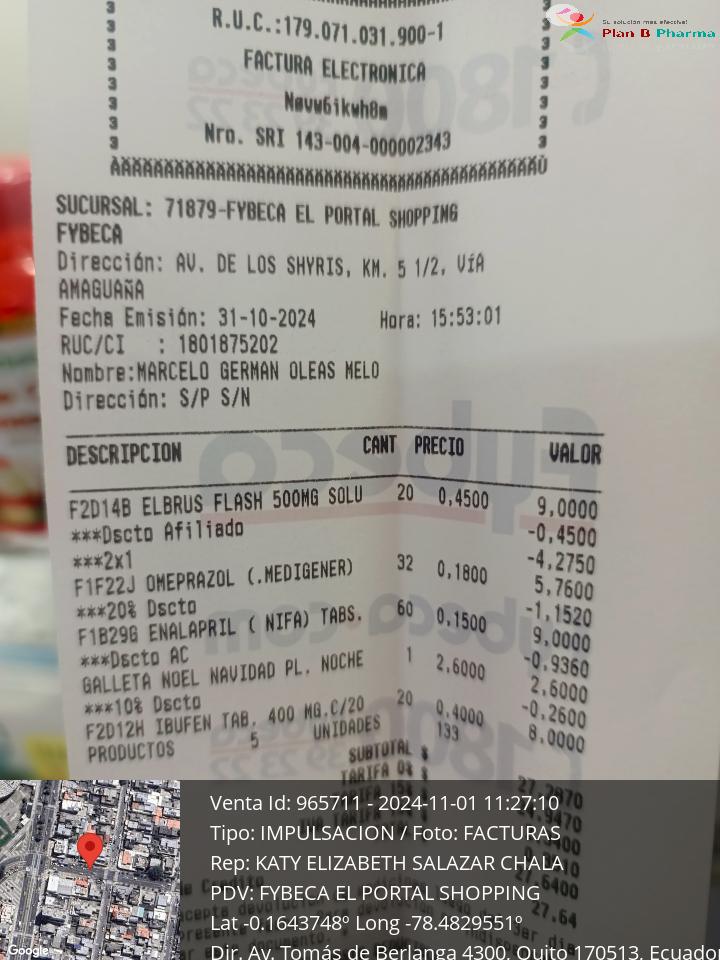 Su solución más efectiva!
Plan B Pharma
R.U.C.:179.071.031.900-1
FACTURA ELECTRONICA
Nro. SRI 143-004-000002343
SUCURSAL: 71879-FYBECA EL PORTAL SHOPPING
FYBECA
Dirección: AV. DE LOS SHYRIS, KM. 5 1/2, VíA
AMAGUAÑA
Fecha Emisión: 31-10-2024 Hora: 15:53:01
RUC/CI : 1801875202
Nombre:MARCELO GERMAN OLEAS MELO
Dirección: S/P S/N
DESCRIPCION CANT PRECIO VALOR
F2D14B ELBRUS FLASH 500MG SOLU 20 0,4500 9,0000
***Dscto Afiliado -0,4500
***2x1 -4,2750
F1F22J OMEPRAZOL (.MEDIGENER) 32 0,1800 5,7600
***20% Dscto -1,1520
F1B29G ENALAPRIL ( NIFA) TABS. 60 0,1500 9,0000
***Dscto AC -0,9360
GALLETA NOEL NAVIDAD PL. NOCHE 1 2,6000 2,6000
***10% Dscto -0,2600
F2D12H IBUFEN TAB. 400 MG.C/20 20 0,4000 8,0000
PRODUCTOS 5 UNIDADES 133
SUBTOTAL $
TARIFA 0% $
27.64
Venta Id: 965711 - 2024-11-01 11:27:10
Tipo: IMPULSACION / Foto: FACTURAS
Rep: KATY ELIZABETH SALAZAR CHALA
PDV: FYBECA EL PORTAL SHOPPING
Lat -0.1643748º Long -78.4829551º
Dir. Av. Tomás de Berlanga 4300, Quito 170513, Ecuador
Google